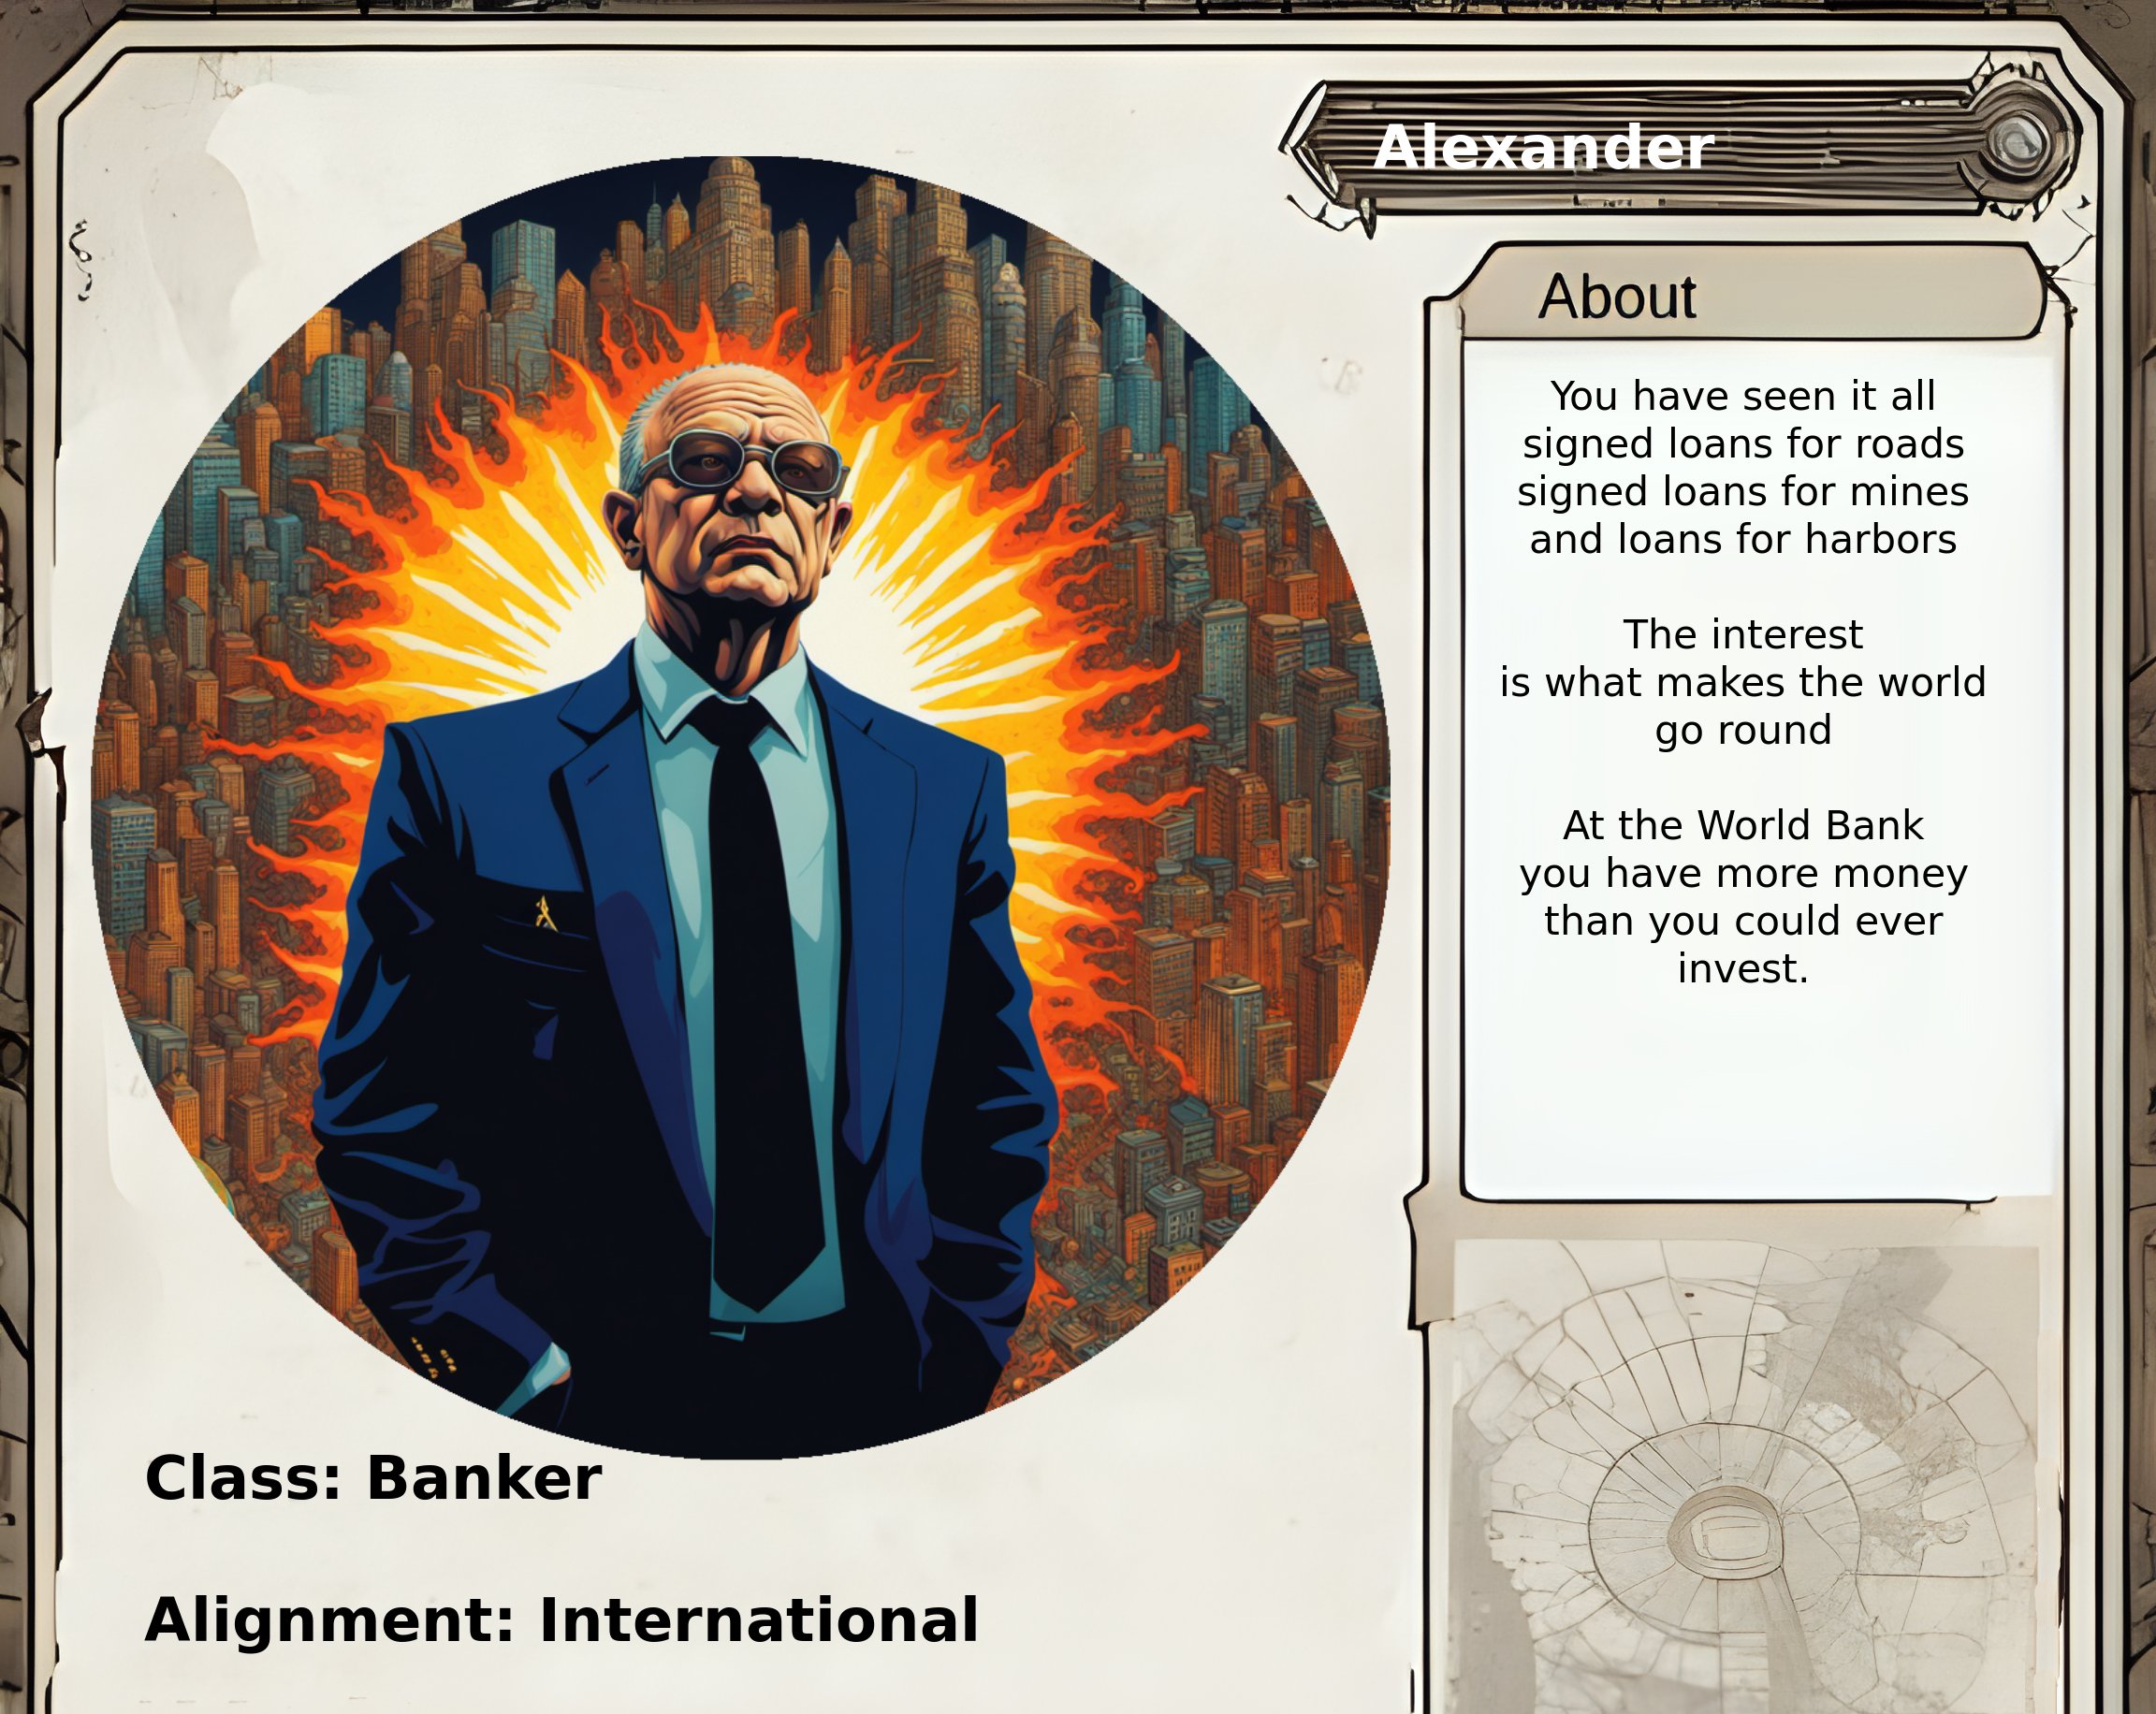 Alexander
About
You have seen it all
signed loans for roads
signed loans for mines
and loans for harbors
The interest
is what makes the world
go round
At the World Bank
you have more money
than you could ever
invest.
Class: Banker
Alignment: International